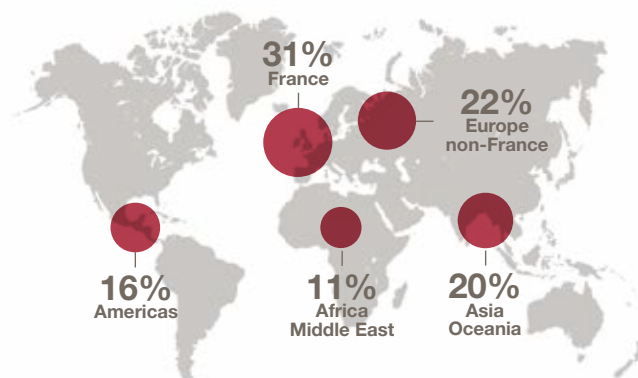 31%
France
22%
Europe
non-France
16%
Americas
11%
Africa
Middle East
20%
Asia
Oceania